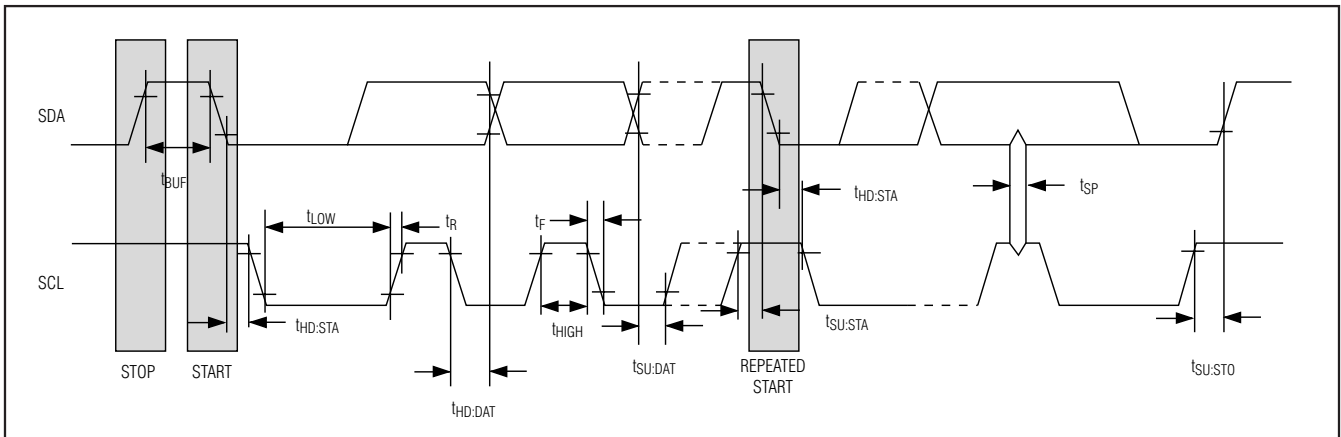 SDA
tBUF
tLOW
tR
tF
tHD:STA
tSP
SCL
tHD:STA
tHIGH
tSU:STA
STOP
START
tSU:DAT
REPEATED
START
tSU:STO
tHD:DAT